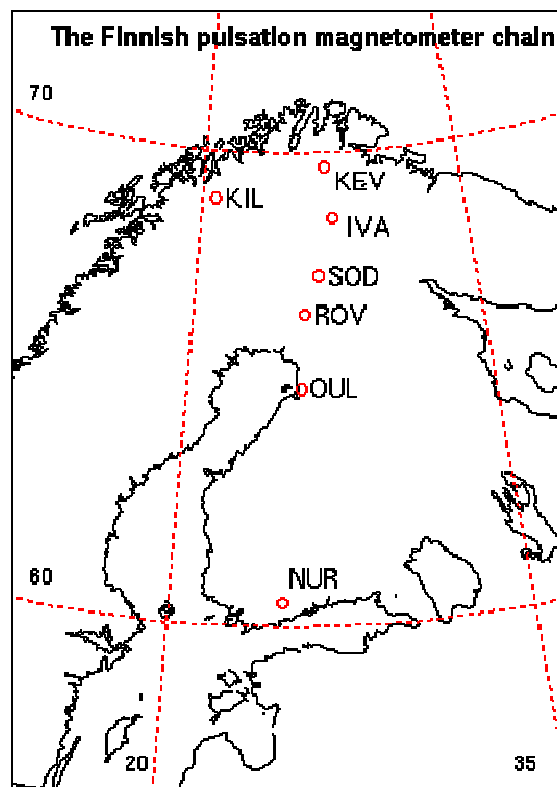 The Finnish pulsation magnetometer chain
70
KEV
KIL
IVA
SOD
ROV
OUL
60
NUR
20
35